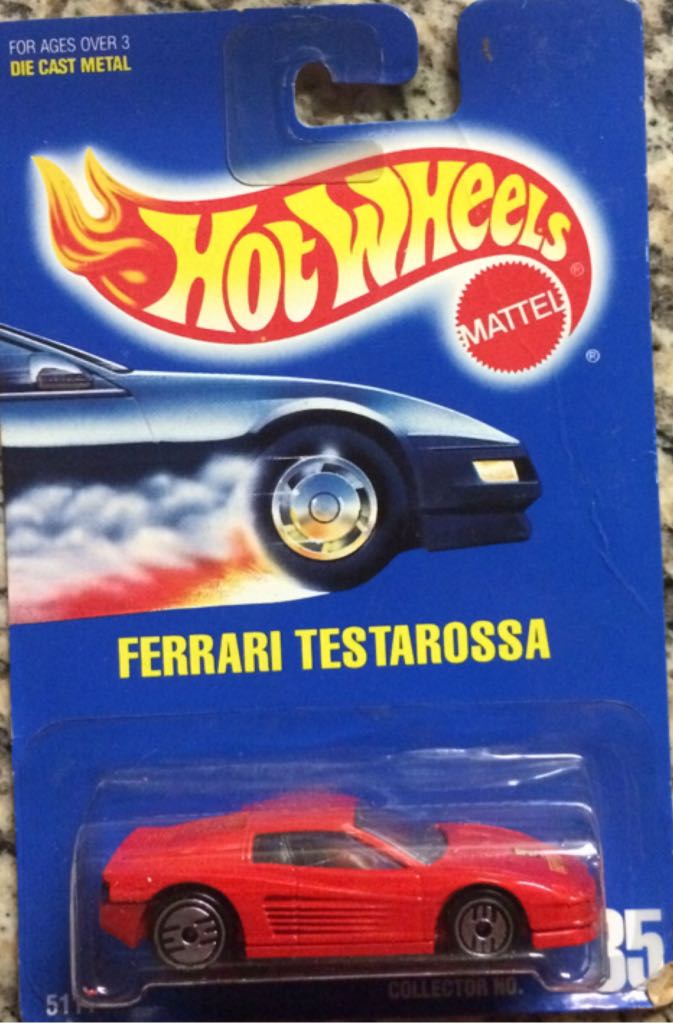 FOR AGES OVER 3
DIE CAST METAL
HOT WHEELS
®
MATTEL
®
FERRARI TESTAROSSA
35
COLLECTOR NO.